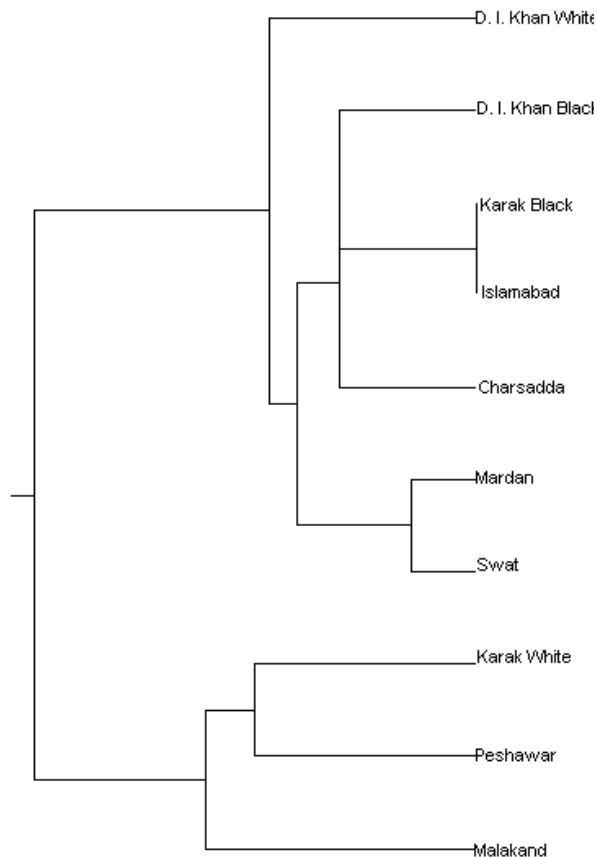 D. I. Khan White
D. I. Khan Black
Karak Black
Islamabad
Charsadda
Mardan
Swat
Karak White
Peshawar
Malakand